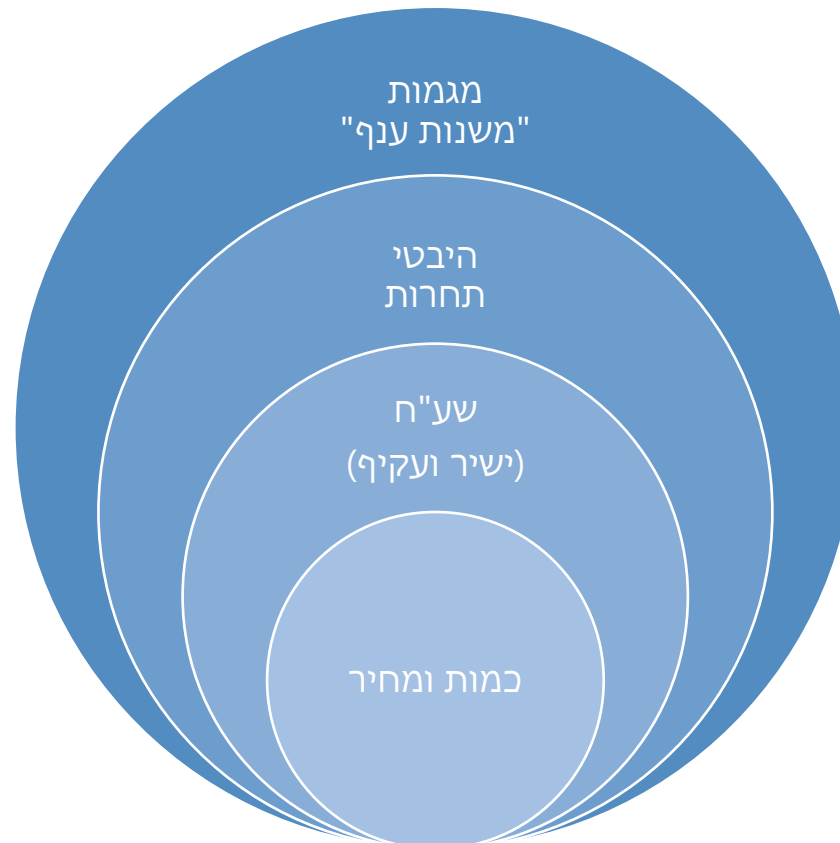 מגמות
"משנות ענף"
היבטי
תחרות
שע"ח
(ישיר ועקיף)
כמות ומחיר